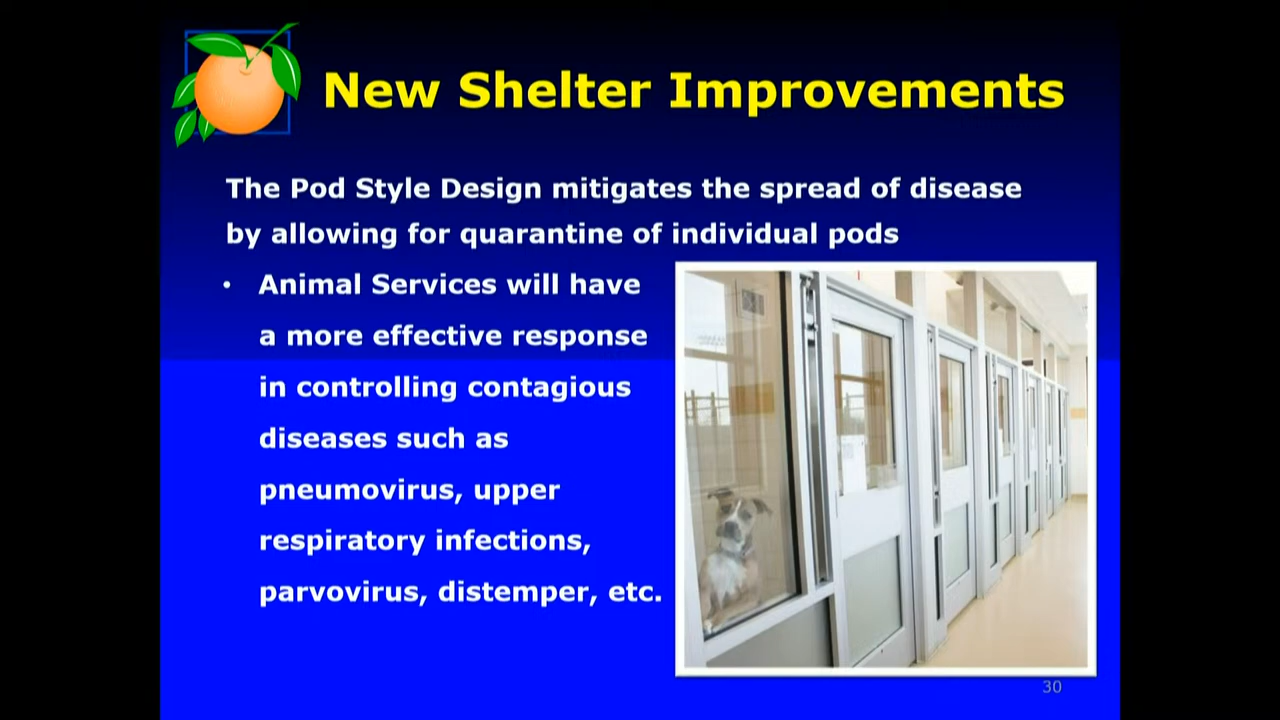 New Shelter Improvements
The Pod Style Design mitigates the spread of disease
by allowing for quarantine of individual pods
• Animal Services will have
a more effective response
in controlling contagious
diseases such as
pneumovirus, upper
respiratory infections,
parvovirus, distemper, etc.
30